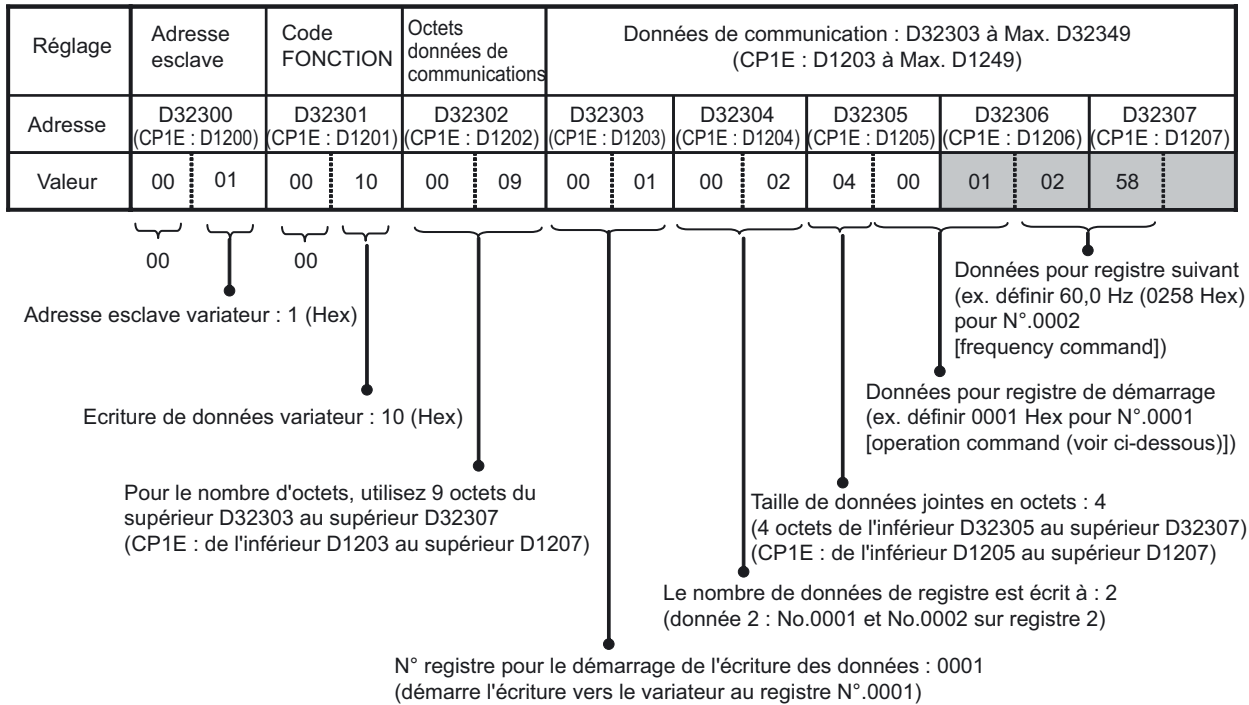 Réglage
Adresse
esclave
Code
FONCTION
Octets
données de
communications
Données de communication : D32303 à Max. D32349
(CP1E : D1203 à Max. D1249)
Adresse
D32300
(CP1E : D1200)
D32301
(CP1E : D1201)
D32302
(CP1E : D1202)
D32303
(CP1E : D1203)
D32304
(CP1E : D1204)
D32305
(CP1E : D1205)
D32306
(CP1E : D1206)
D32307
(CP1E : D1207)
Valeur 00 01 00 10 00 09 00 01 00 02 04 00 01 02 58
00 00
Adresse esclave variateur : 1 (Hex)
Données pour registre suivant
(ex. définir 60,0 Hz (0258 Hex)
pour N°.0002
[frequency command])
Données pour registre de démarrage
(ex. définir 0001 Hex pour N°.0001
[operation command (voir ci-dessous)])
Ecriture de données variateur : 10 (Hex)
Pour le nombre d'octets, utilisez 9 octets du
supérieur D32303 au supérieur D32307
(CP1E : de l'inférieur D1203 au supérieur D1207)
Taille de données jointes en octets : 4
(4 octets de l'inférieur D32305 au supérieur D32307)
(CP1E : de l'inférieur D1205 au supérieur D1207)
Le nombre de données de registre est écrit à : 2
(donnée 2 : No.0001 et No.0002 sur registre 2)
N° registre pour le démarrage de l'écriture des données : 0001
(démarre l'écriture vers le variateur au registre N°.0001)